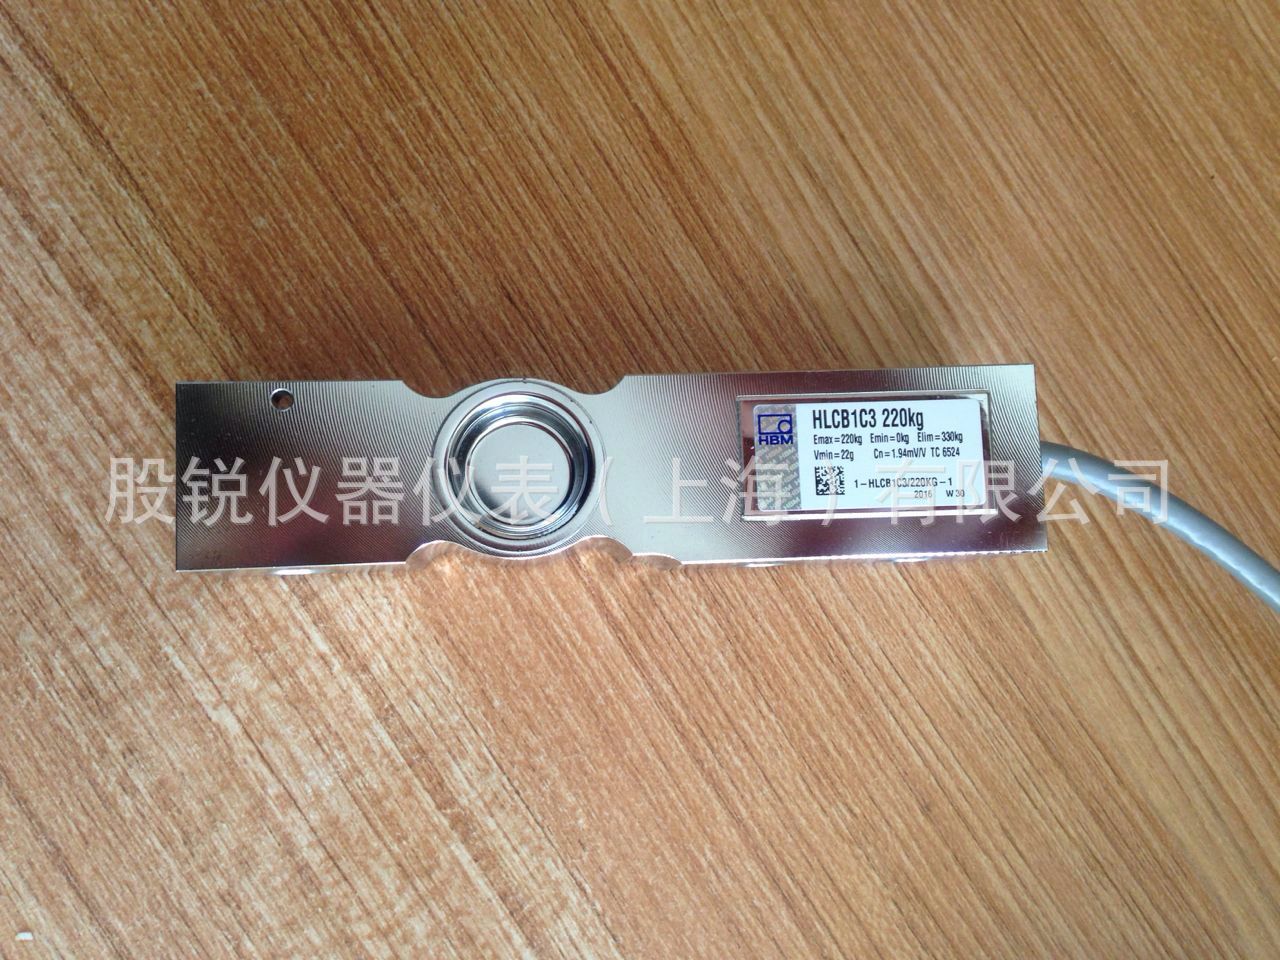 HLCB1C3 220kg
HBM
Emax=220kg Emin=0kg Elim=330kg
Vmin=22g Cn=1.94mV/V TC 6524
1-HLCB1C3/220KG-1
2016 W 30
股锐仪器仪表（上海）有限公司